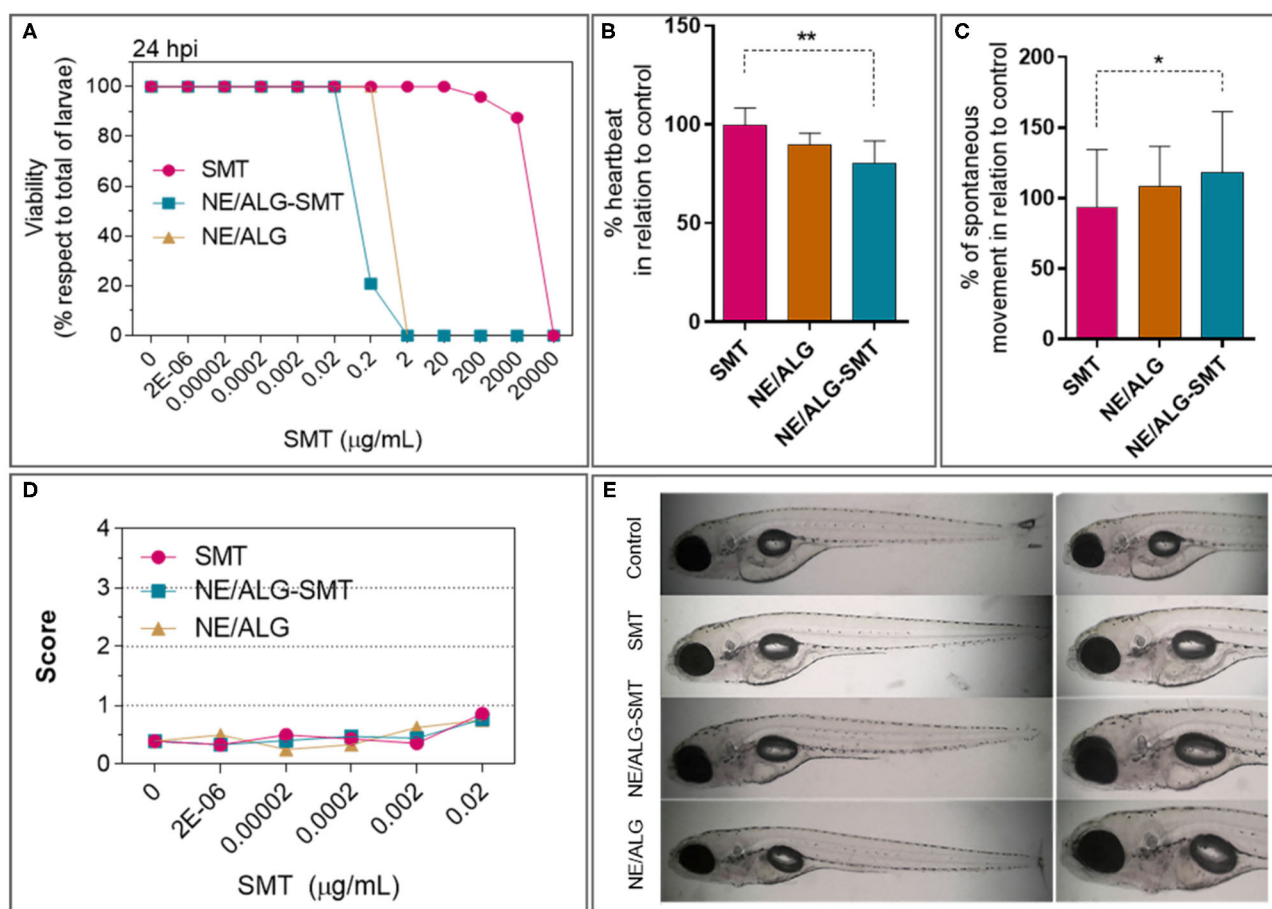 A
24 hpi
Viability
(% respect to total of larvae)
100
80
60
40
20
0
SMT
NE/ALG-SMT
NE/ALG
0
2E-06
0.00002
0.0002
0.002
0.02
0.2
2
20
200
2000
20000
SMT (µg/mL)
B
% heartbeat
in relation to control
150
100
50
0
**
SMT
NE/ALG
NE/ALG-SMT
C
% of spontaneous
movement in relation to control
200
150
100
50
0
*
SMT
NE/ALG
NE/ALG-SMT
D
Score
4
3
2
1
0
SMT
NE/ALG-SMT
NE/ALG
0
2E-06
0.00002
0.0002
0.002
0.02
SMT (µg/mL)
E
Control
SMT
NE/ALG-SMT
NE/ALG